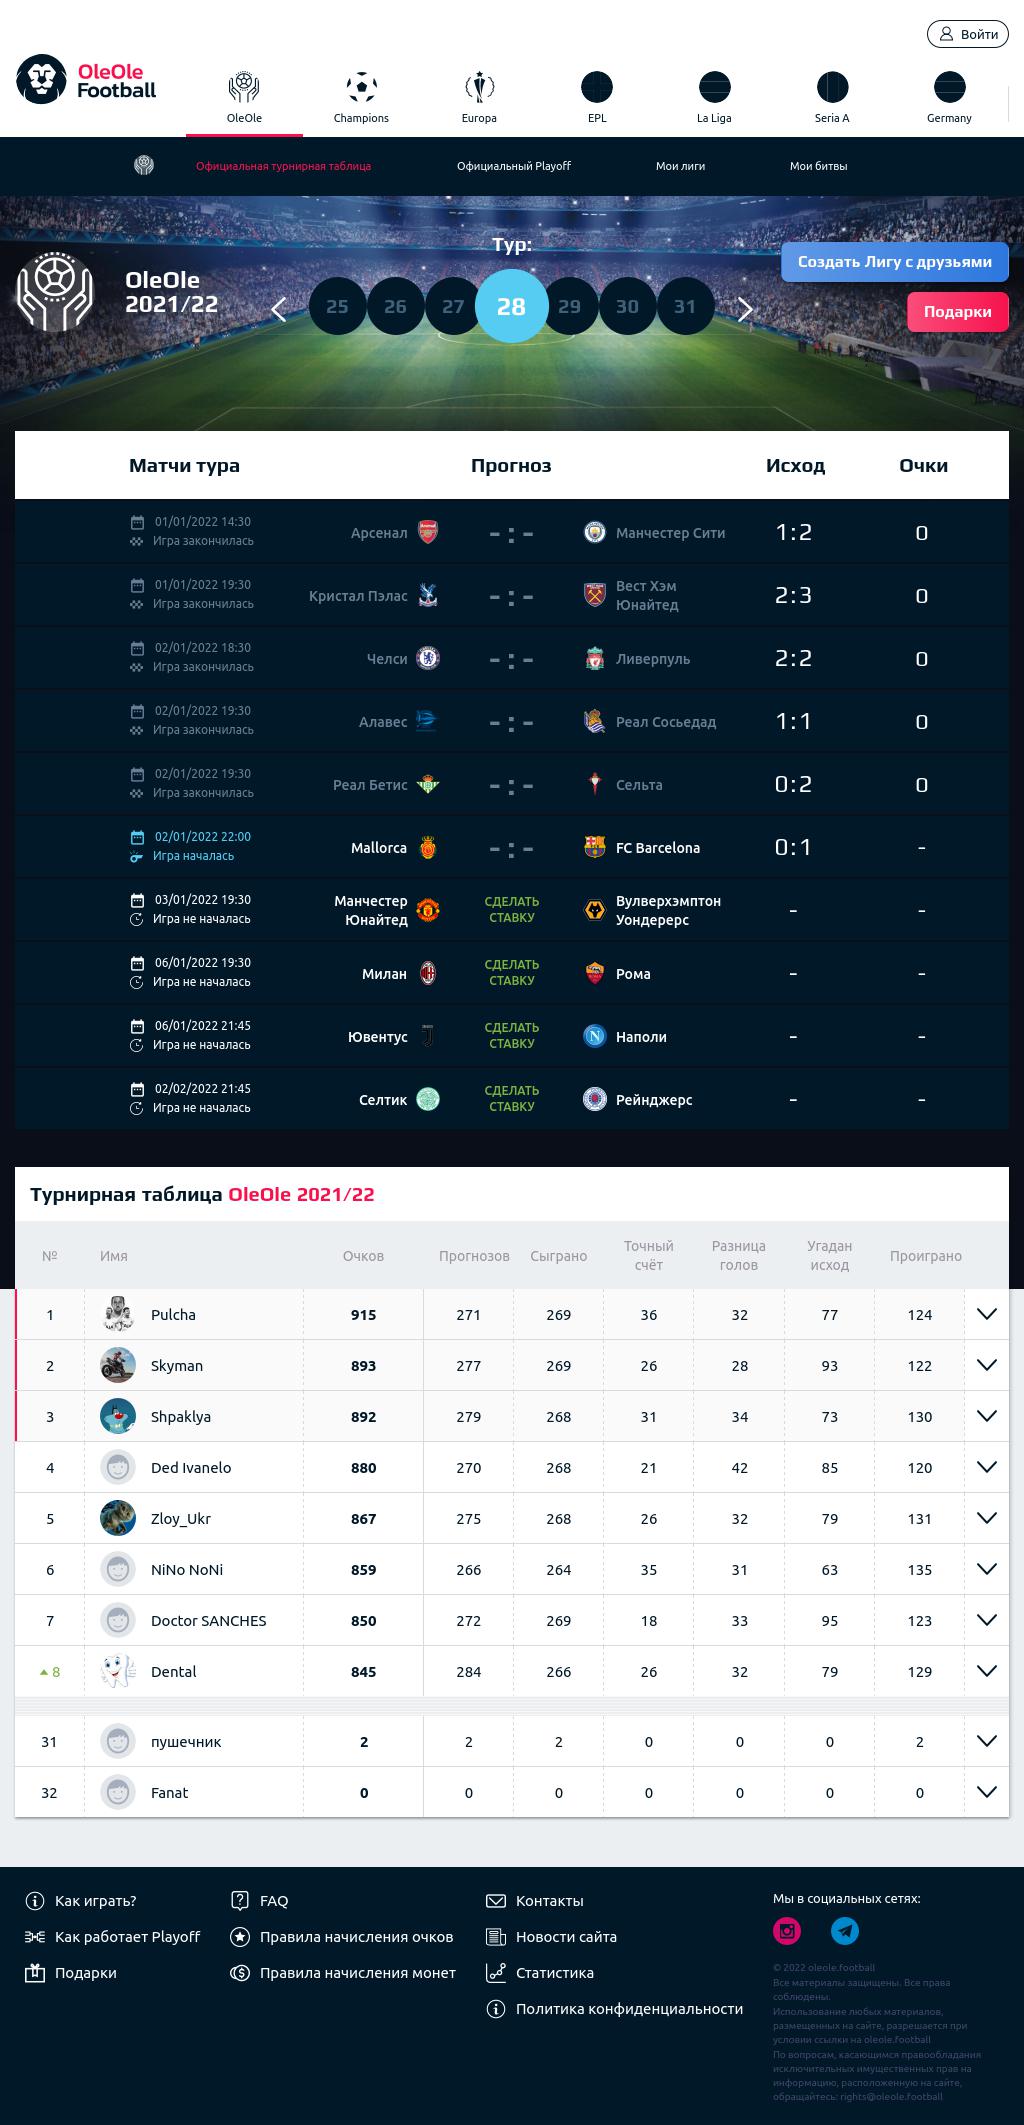 Войти
OleOle
Football
OleOle
Champions
Europa
EPL
La Liga
Seria A
Germany
Официальная турнирная таблица
Официальный Playoff
Мои лиги
Мои битвы
OleOle
2021/22
Тур:
25 26 27 28 29 30 31
Создать Лигу с друзьями
Подарки
Матчи тура Прогноз Исход Очки
01/01/2022 14:30
Игра закончилась
Арсенал - : - Манчестер Сити 1:2 0
01/01/2022 19:30
Игра закончилась
Кристал Пэлас - : - Вест Хэм
Юнайтед
2:3 0
02/01/2022 18:30
Игра закончилась
Челси - : - Ливерпуль 2:2 0
02/01/2022 19:30
Игра закончилась
Алавес - : - Реал Сосьедад 1:1 0
02/01/2022 19:30
Игра закончилась
Реал Бетис - : - Сельта 0:2 0
02/01/2022 22:00
Игра началась
Mallorca - : - FC Barcelona 0:1 -
03/01/2022 19:30
Игра не началась
Манчестер
Юнайтед
СДЕЛАТЬ
СТАВКУ
Вулверхэмптон
Уондерерс
- -
06/01/2022 19:30
Игра не началась
Милан
СДЕЛАТЬ
СТАВКУ
Рома - -
06/01/2022 21:45
Игра не началась
Ювентус
СДЕЛАТЬ
СТАВКУ
Наполи - -
02/02/2022 21:45
Игра не началась
Селтик
СДЕЛАТЬ
СТАВКУ
Рейнджерс - -
Турнирная таблица OleOle 2021/22
№ Имя Очков Прогнозов Сыграно Точный
счёт
Разница
голов
Угадан
исход
Проиграно
1 Pulcha 915 271 269 36 32 77 124
2 Skyman 893 277 269 26 28 93 122
3 Shpaklya 892 279 268 31 34 73 130
4 Ded Ivanelo 880 270 268 21 42 85 120
5 Zloy_Ukr 867 275 268 26 32 79 131
6 NiNo NoNi 859 266 264 35 31 63 135
7 Doctor SANCHES 850 272 269 18 33 95 123
8 Dental 845 284 266 26 32 79 129
31 пушечник 2 2 2 0 0 0 2
32 Fanat 0 0 0 0 0 0 0
Как играть?
Как работает Playoff
Подарки
FAQ
Правила начисления очков
Правила начисления монет
Контакты
Новости сайта
Статистика
Политика конфиденциальности
Мы в социальных сетях:
© 2022 oleole.football
Все материалы защищены. Все права
соблюдены.
Использование любых материалов,
размещенных на сайте, разрешается при
условии ссылки на oleole.football
По вопросам, касающимся правообладания
исключительных имущественных прав на
информацию, расположенную на сайте,
обращайтесь: rights@oleole.football